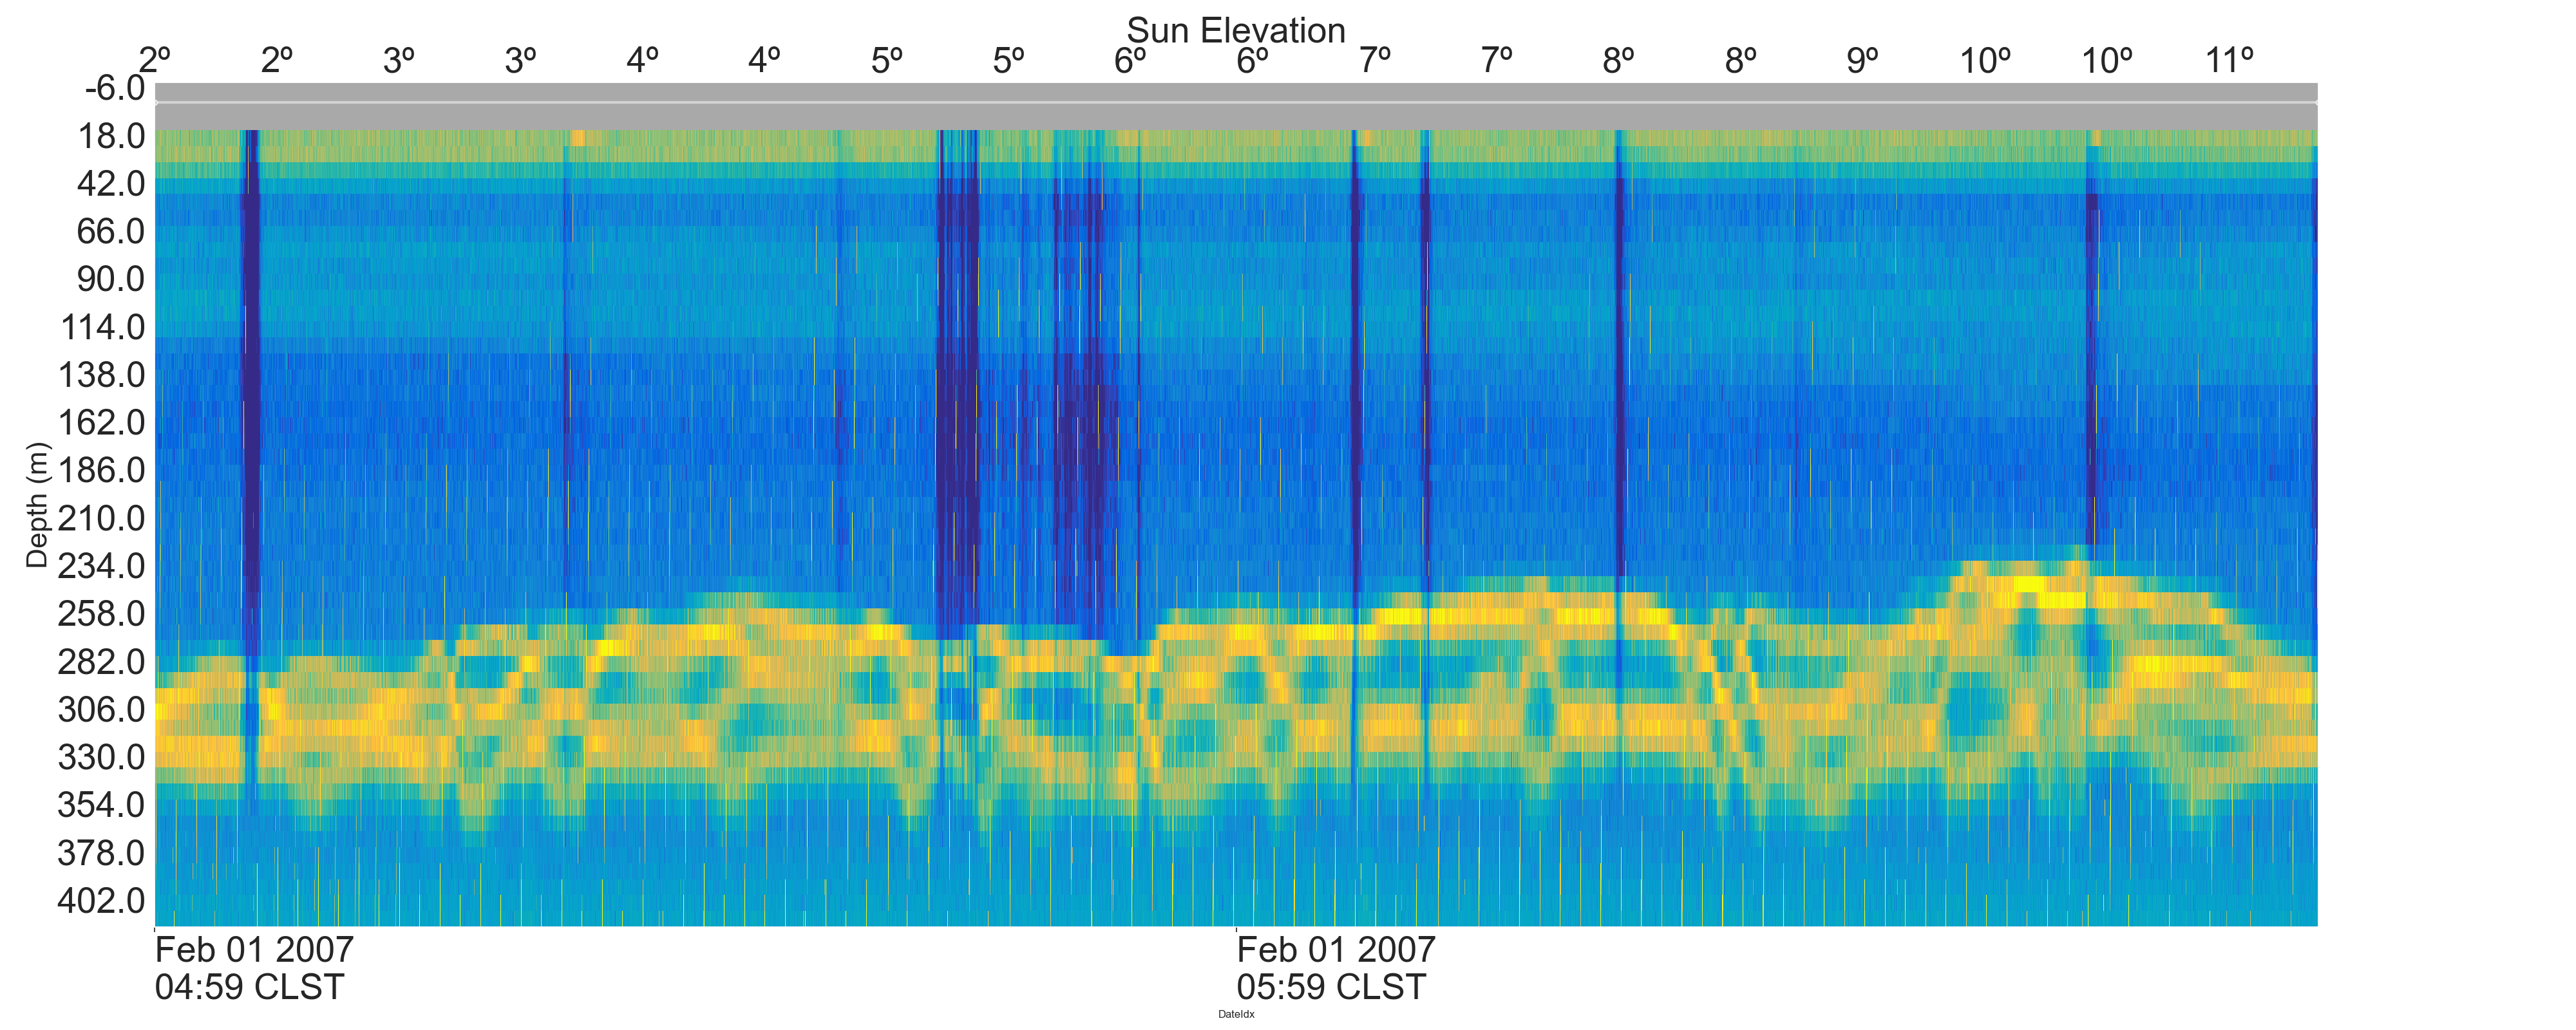 Sun Elevation
2º 2º 3º 3º 4º 4º 5º 5º 6º 6º 7º 7º 8º 8º 9º 10º 10º 11º
-6.0
18.0
42.0
66.0
90.0
114.0
138.0
162.0
186.0
210.0
234.0
258.0
282.0
306.0
330.0
354.0
378.0
402.0
Depth (m)
Feb 01 2007
04:59 CLST
Feb 01 2007
05:59 CLST
DateIdx